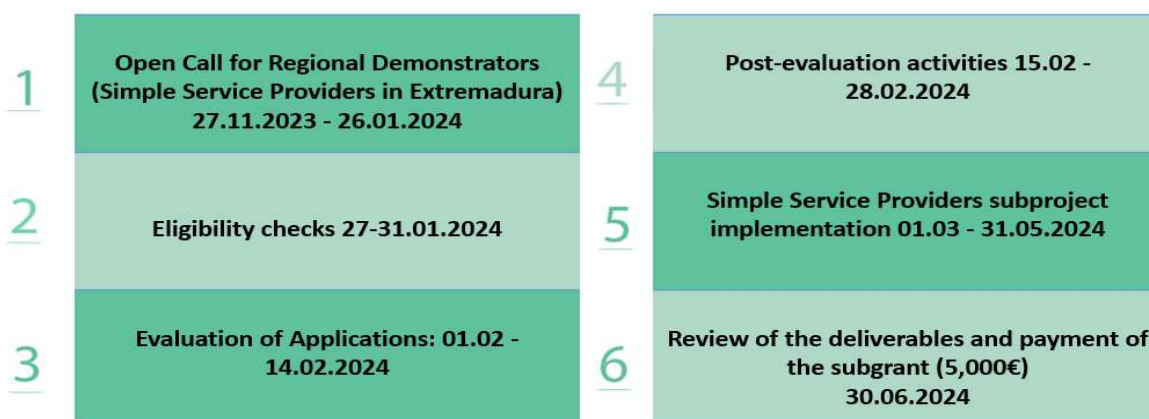 1
Open Call for Regional Demonstrators
(Simple Service Providers in Extremadura)
27.11.2023 - 26.01.2024
2
Eligibility checks 27-31.01.2024
3
Evaluation of Applications: 01.02 -
14.02.2024
4
Post-evaluation activities 15.02 -
28.02.2024
5
Simple Service Providers subproject
implementation 01.03 - 31.05.2024
6
Review of the deliverables and payment of
the subgrant (5,000€)
30.06.2024